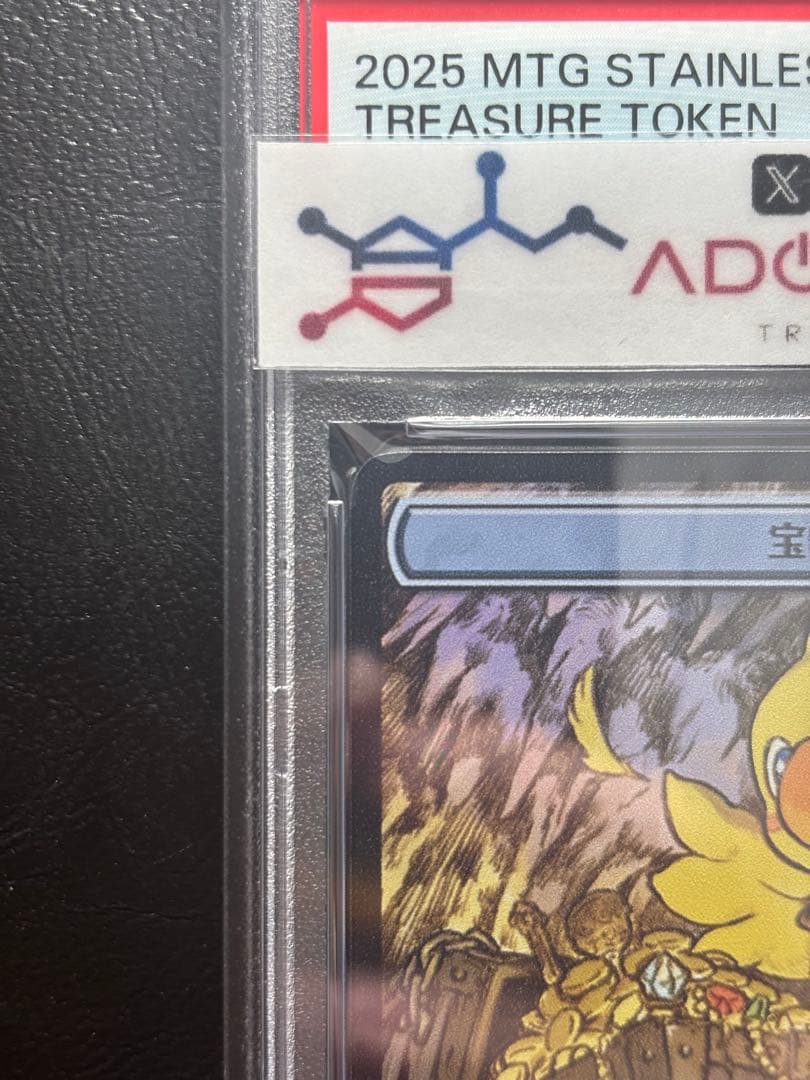 2025 MTG STAINLES
TREASURE TOKEN
X
ADO
TR
宝